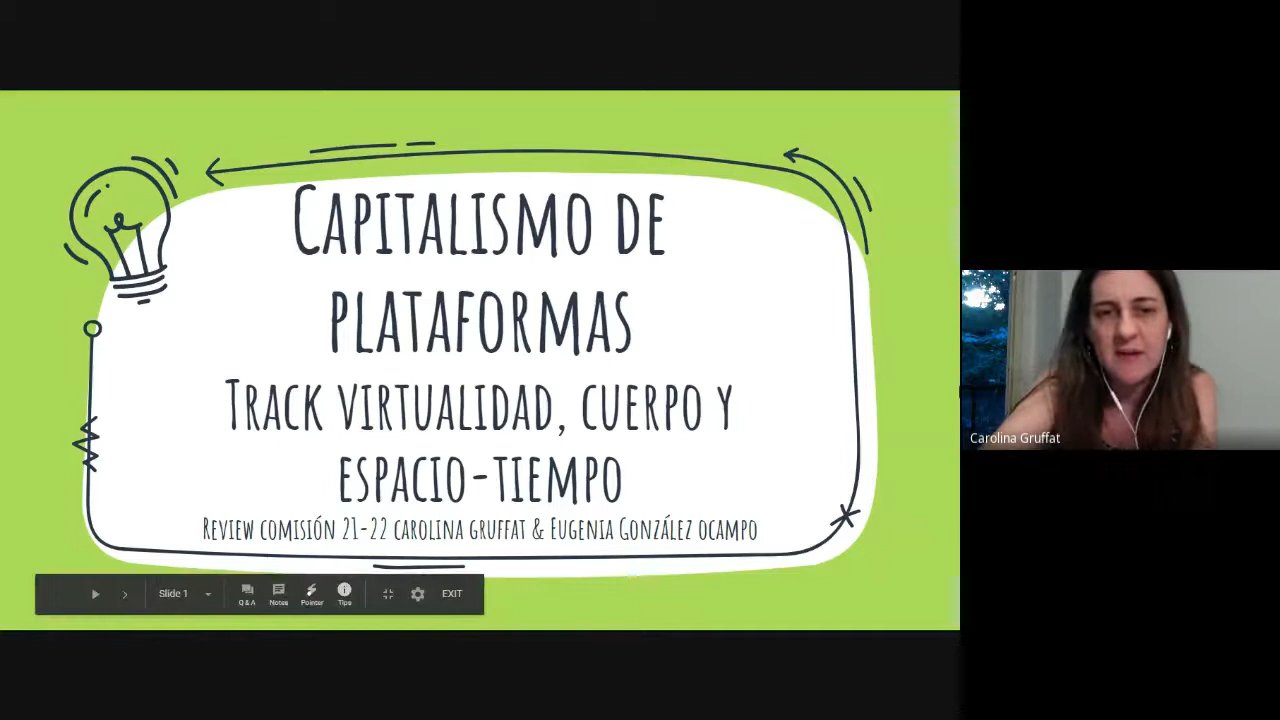 CAPITALISMO DE
PLATAFORMAS
TRACK VIRTUALIDAD, CUERPO Y
ESPACIO-TIEMPO
REVIEW COMISIÓN 21-22 CAROLINA GRUFFAT & EUGENIA GONZÁLEZ OCAMPO
Slide 1
Q & A
Notes
Pointer
Tips
EXIT
Carolina Gruffat